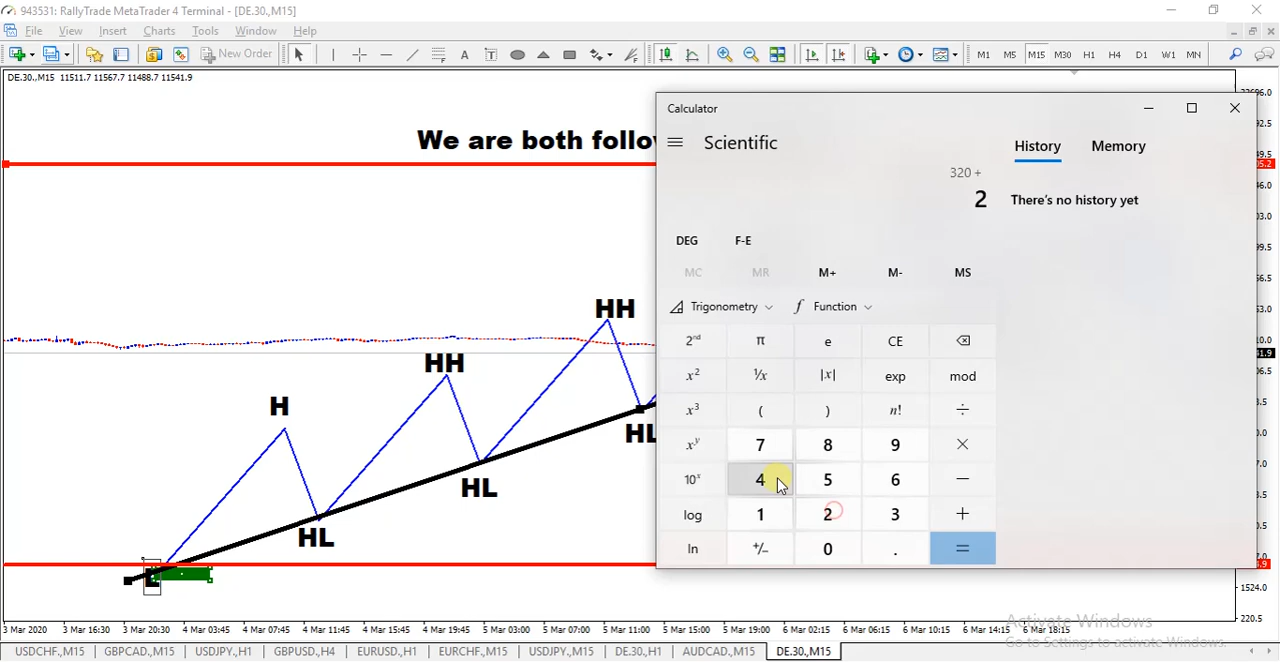 943531: RallyTrade MetaTrader 4 Terminal - [DE.30.,M15]
File View Insert Charts Tools Window Help
New Order A T M1 M5 M15 M30 H1 H4 D1 W1 MN
DE.30.,M15 11511.7 11567.7 11488.7 11541.9
We are both follo
Calculator
Scientific
History Memory
320 +
2
There's no history yet
DEG F-E
MC MR M+ M- MS
Trigonometry Function
2ⁿᵈ π e CE
x² ¹/x |x| exp mod
x³ ( ) n! ÷
xʸ 7 8 9 ×
10ˣ 4 5 6 −
log 1 2 3 +
ln +/− 0 . =
HH
HH
H
HL
HL
HL
L
1524.0
220.5
3 Mar 2020 3 Mar 16:30 3 Mar 20:30 4 Mar 03:45 4 Mar 07:45 4 Mar 11:45 4 Mar 15:45 4 Mar 19:45 5 Mar 03:00 5 Mar 07:00 5 Mar 11:00 5 Mar 15:00 5 Mar 19:00 6 Mar 02:15 6 Mar 06:15 6 Mar 10:15 6 Mar 14:15 6 Mar 18:15
Activate Windows
Go to Settings to activate Windows.
USDCHF.,M15 GBPCAD.,M15 USDJPY.,H1 GBPUSD.,H4 EURUSD.,H1 EURCHF.,M15 USDJPY.,M15 DE.30.,H1 AUDCAD.,M15 DE.30.,M15